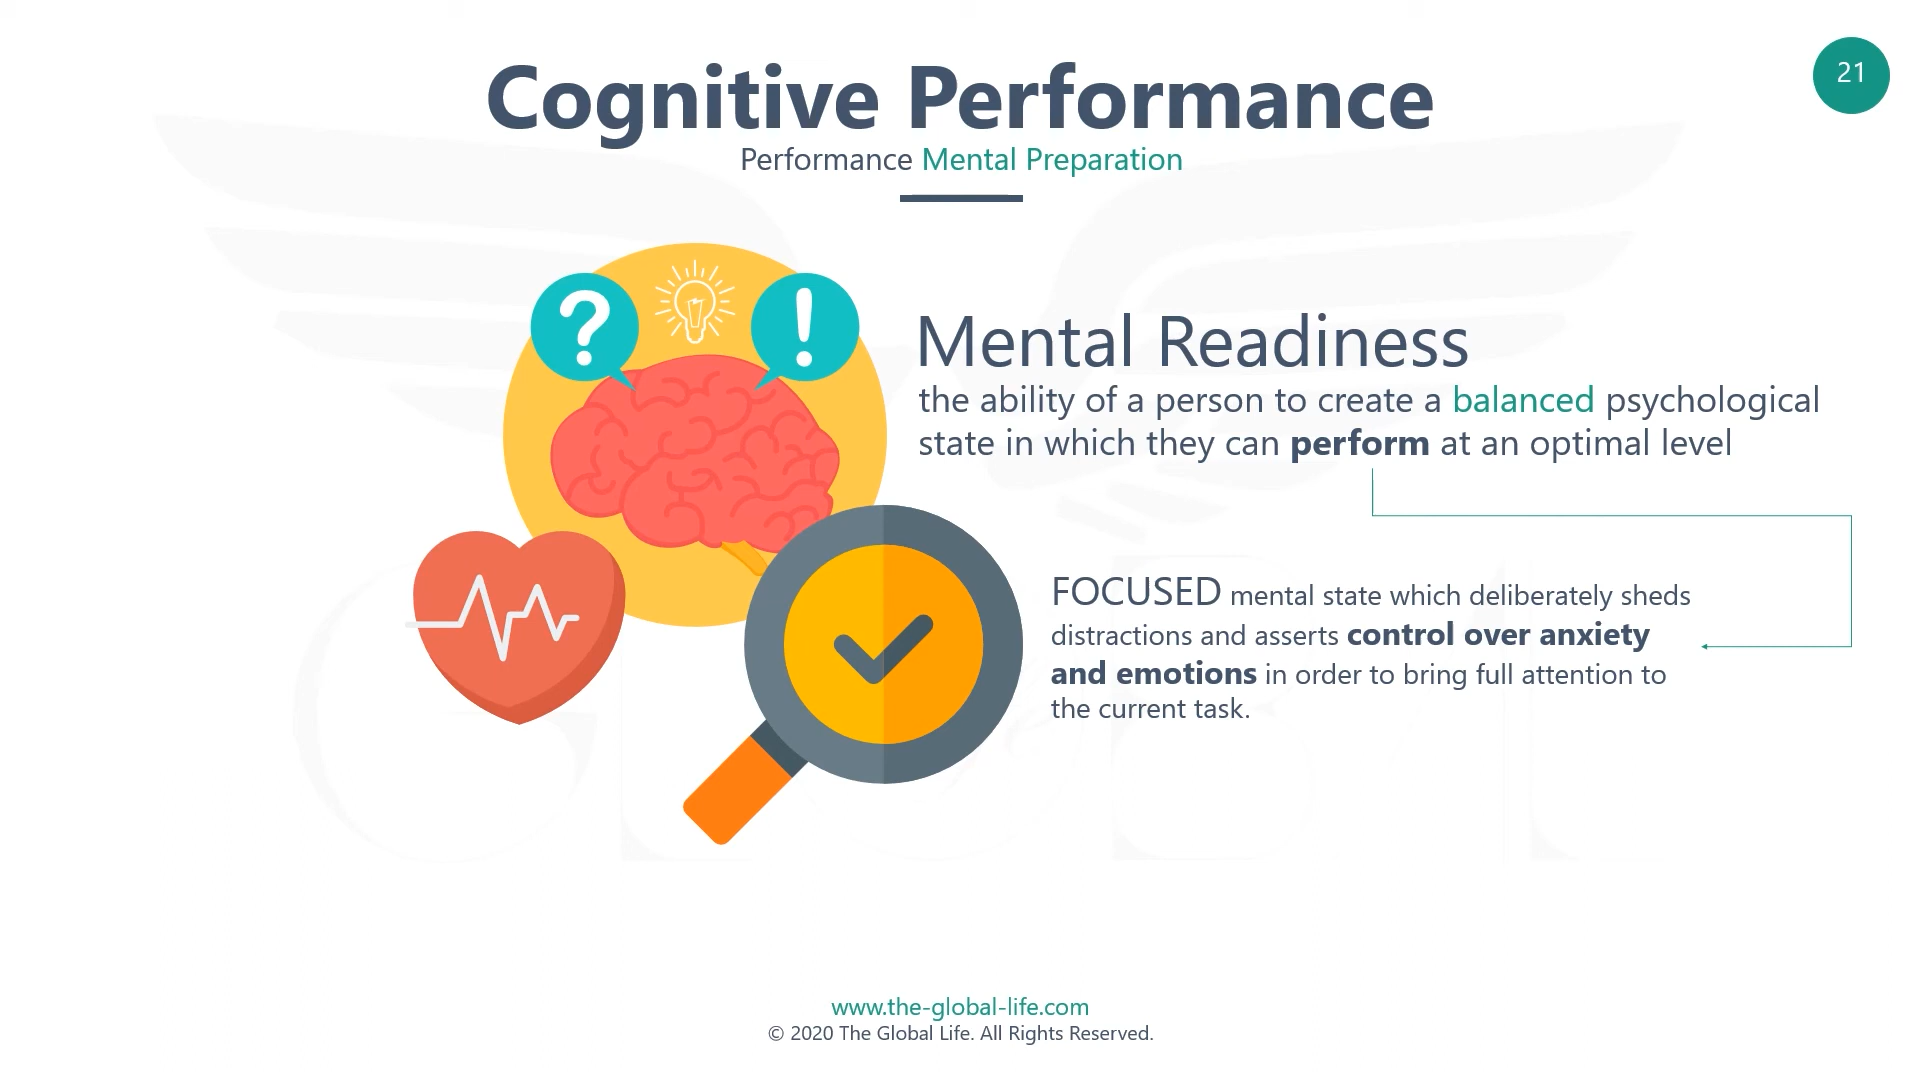 Cognitive Performance
21
Performance Mental Preparation
? !
Mental Readiness
the ability of a person to create a balanced psychological
state in which they can perform at an optimal level
FOCUSED mental state which deliberately sheds
distractions and asserts control over anxiety
and emotions in order to bring full attention to
the current task.
www.the-global-life.com
© 2020 The Global Life. All Rights Reserved.